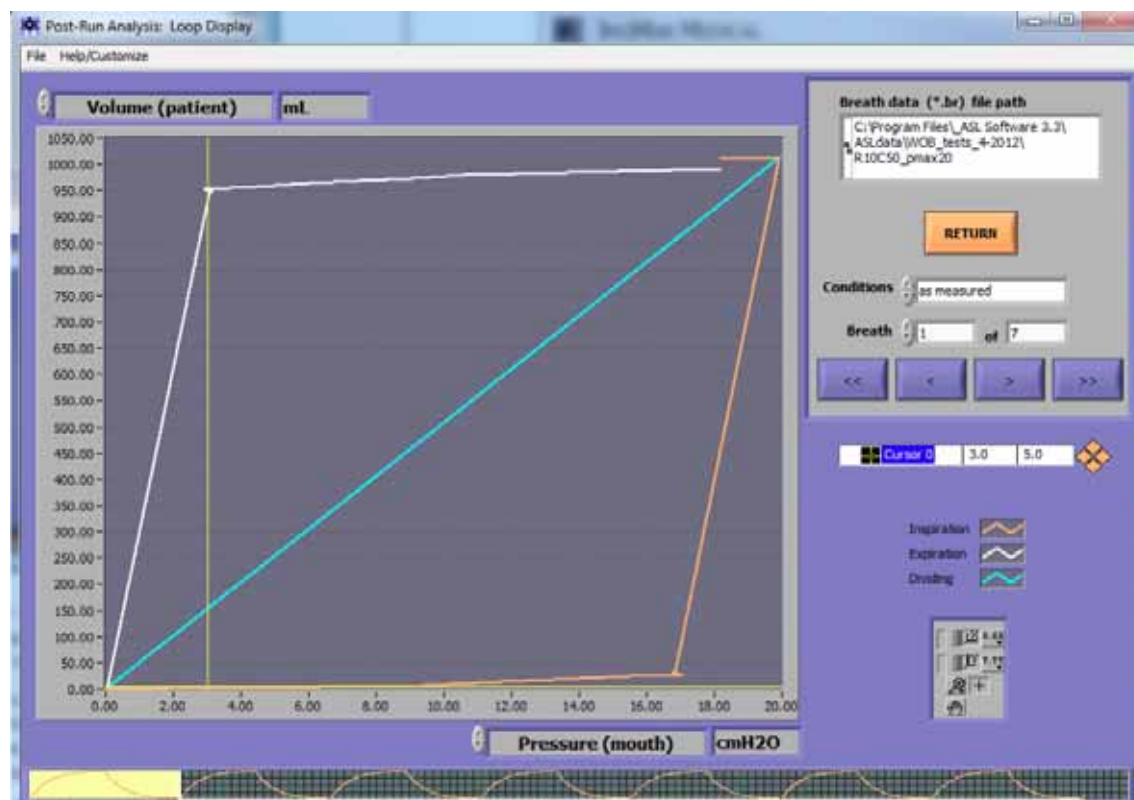 Post-Run Analysis: Loop Display
File Help/Customize
Volume (patient) mL
1050.00
1000.00
950.00
900.00
850.00
800.00
750.00
700.00
650.00
600.00
550.00
500.00
450.00
400.00
350.00
300.00
250.00
200.00
150.00
100.00
50.00
0.00
0.00 2.00 4.00 6.00 8.00 10.00 12.00 14.00 16.00 18.00 20.00
Pressure (mouth) cmH2O
Breath data (*.br) file path
C:\Program Files\_ASL Software 3.3\
ASLdata\WOB_tests_4-2012\
R10C50_pmax20
RETURN
Conditions as measured
Breath 1 of 7
<< < > >>
Cursor 0 3.0 5.0
Inspiration
Expiration
Dividing